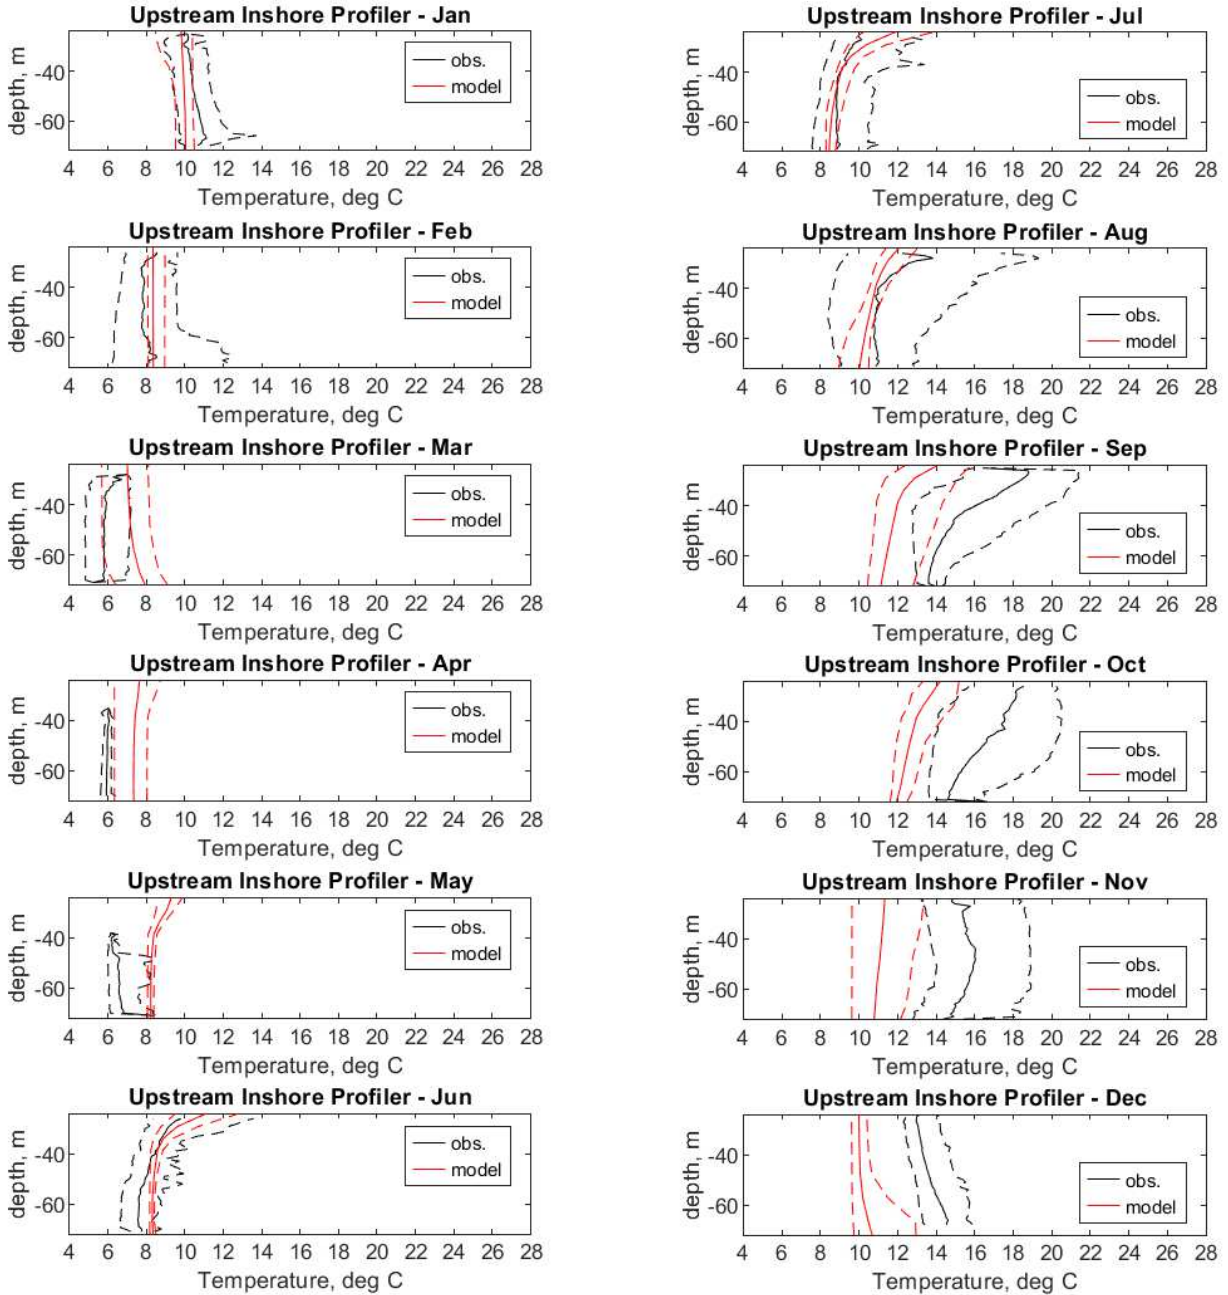 Upstream Inshore Profiler - Jan
depth, m
-40
-60
obs.
model
4 6 8 10 12 14 16 18 20 22 24 26 28
Temperature, deg C
Upstream Inshore Profiler - Feb
depth, m
-40
-60
obs.
model
4 6 8 10 12 14 16 18 20 22 24 26 28
Temperature, deg C
Upstream Inshore Profiler - Mar
depth, m
-40
-60
obs.
model
4 6 8 10 12 14 16 18 20 22 24 26 28
Temperature, deg C
Upstream Inshore Profiler - Apr
depth, m
-40
-60
obs.
model
4 6 8 10 12 14 16 18 20 22 24 26 28
Temperature, deg C
Upstream Inshore Profiler - May
depth, m
-40
-60
obs.
model
4 6 8 10 12 14 16 18 20 22 24 26 28
Temperature, deg C
Upstream Inshore Profiler - Jun
depth, m
-40
-60
obs.
model
4 6 8 10 12 14 16 18 20 22 24 26 28
Temperature, deg C
Upstream Inshore Profiler - Jul
depth, m
-40
-60
obs.
model
4 6 8 10 12 14 16 18 20 22 24 26 28
Temperature, deg C
Upstream Inshore Profiler - Aug
depth, m
-40
-60
obs.
model
4 6 8 10 12 14 16 18 20 22 24 26 28
Temperature, deg C
Upstream Inshore Profiler - Sep
depth, m
-40
-60
obs.
model
4 6 8 10 12 14 16 18 20 22 24 26 28
Temperature, deg C
Upstream Inshore Profiler - Oct
depth, m
-40
-60
obs.
model
4 6 8 10 12 14 16 18 20 22 24 26 28
Temperature, deg C
Upstream Inshore Profiler - Nov
depth, m
-40
-60
obs.
model
4 6 8 10 12 14 16 18 20 22 24 26 28
Temperature, deg C
Upstream Inshore Profiler - Dec
depth, m
-40
-60
obs.
model
4 6 8 10 12 14 16 18 20 22 24 26 28
Temperature, deg C